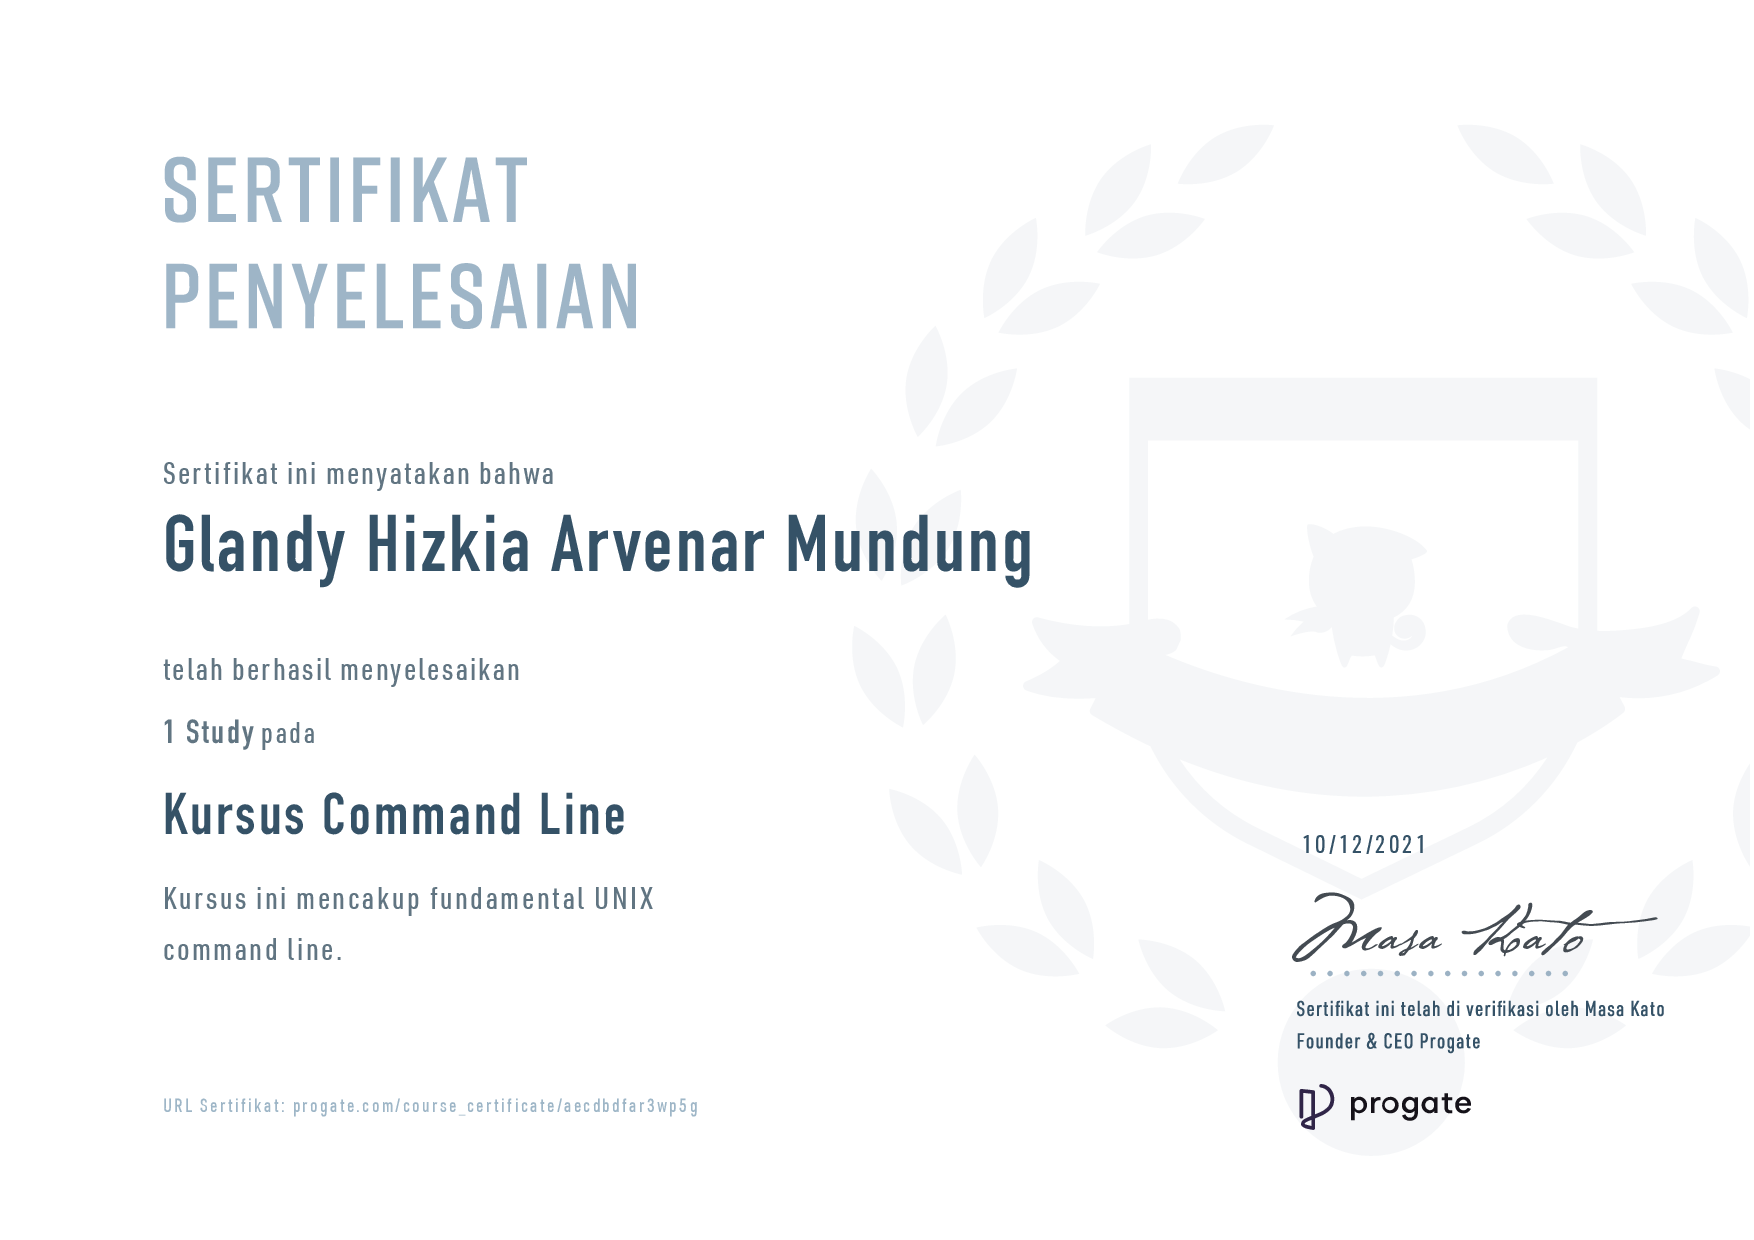 SERTIFIKAT
PENYELESAIAN
Sertifikat ini menyatakan bahwa
Glandy Hizkia Arvenar Mundung
telah berhasil menyelesaikan
1 Study pada
Kursus Command Line
Kursus ini mencakup fundamental UNIX
command line.
10/12/2021
Masa Kato
Sertifikat ini telah di verifikasi oleh Masa Kato
Founder & CEO Progate
progate
URL Sertifikat: progate.com/course_certificate/aecdbdfar3wp5g